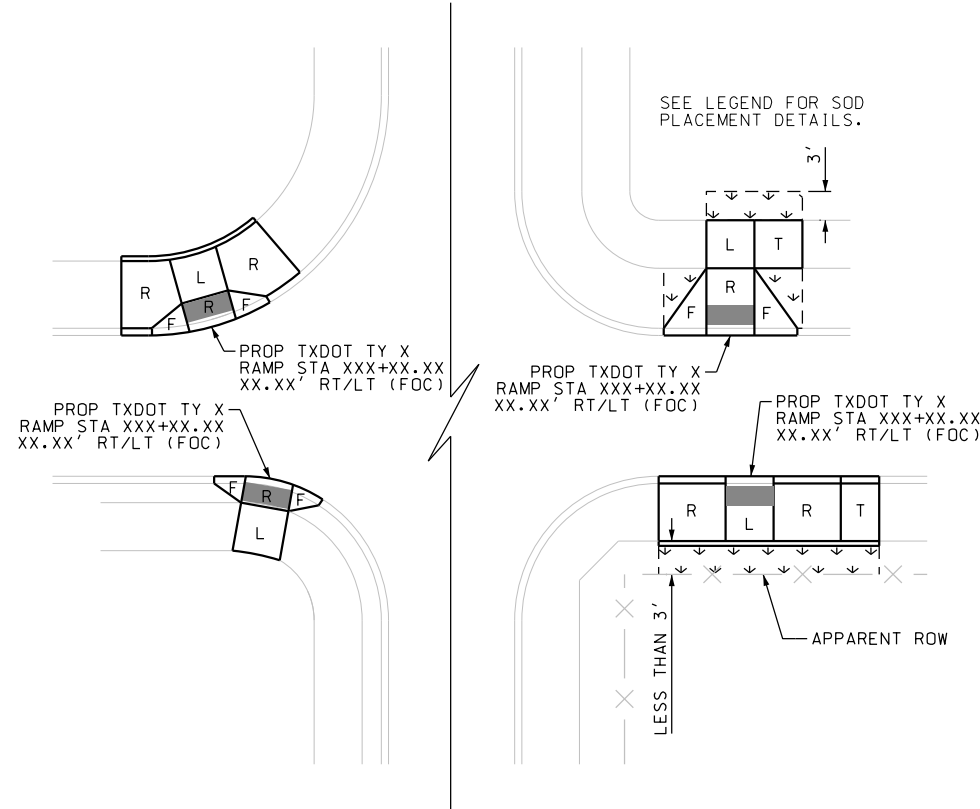 SEE LEGEND FOR SOD
PLACEMENT DETAILS.
3'
L
T
R
F
F
R
L
R
F
R
F
PROP TXDOT TY X
RAMP STA XXX+XX.XX
XX.XX' RT/LT (FOC)
PROP TXDOT TY X
RAMP STA XXX+XX.XX
XX.XX' RT/LT (FOC)
PROP TXDOT TY X
RAMP STA XXX+XX.XX
XX.XX' RT/LT (FOC)
PROP TXDOT TY X
RAMP STA XXX+XX.XX
XX.XX' RT/LT (FOC)
F
R
F
L
R
L
R
T
LESS THAN 3'
APPARENT ROW